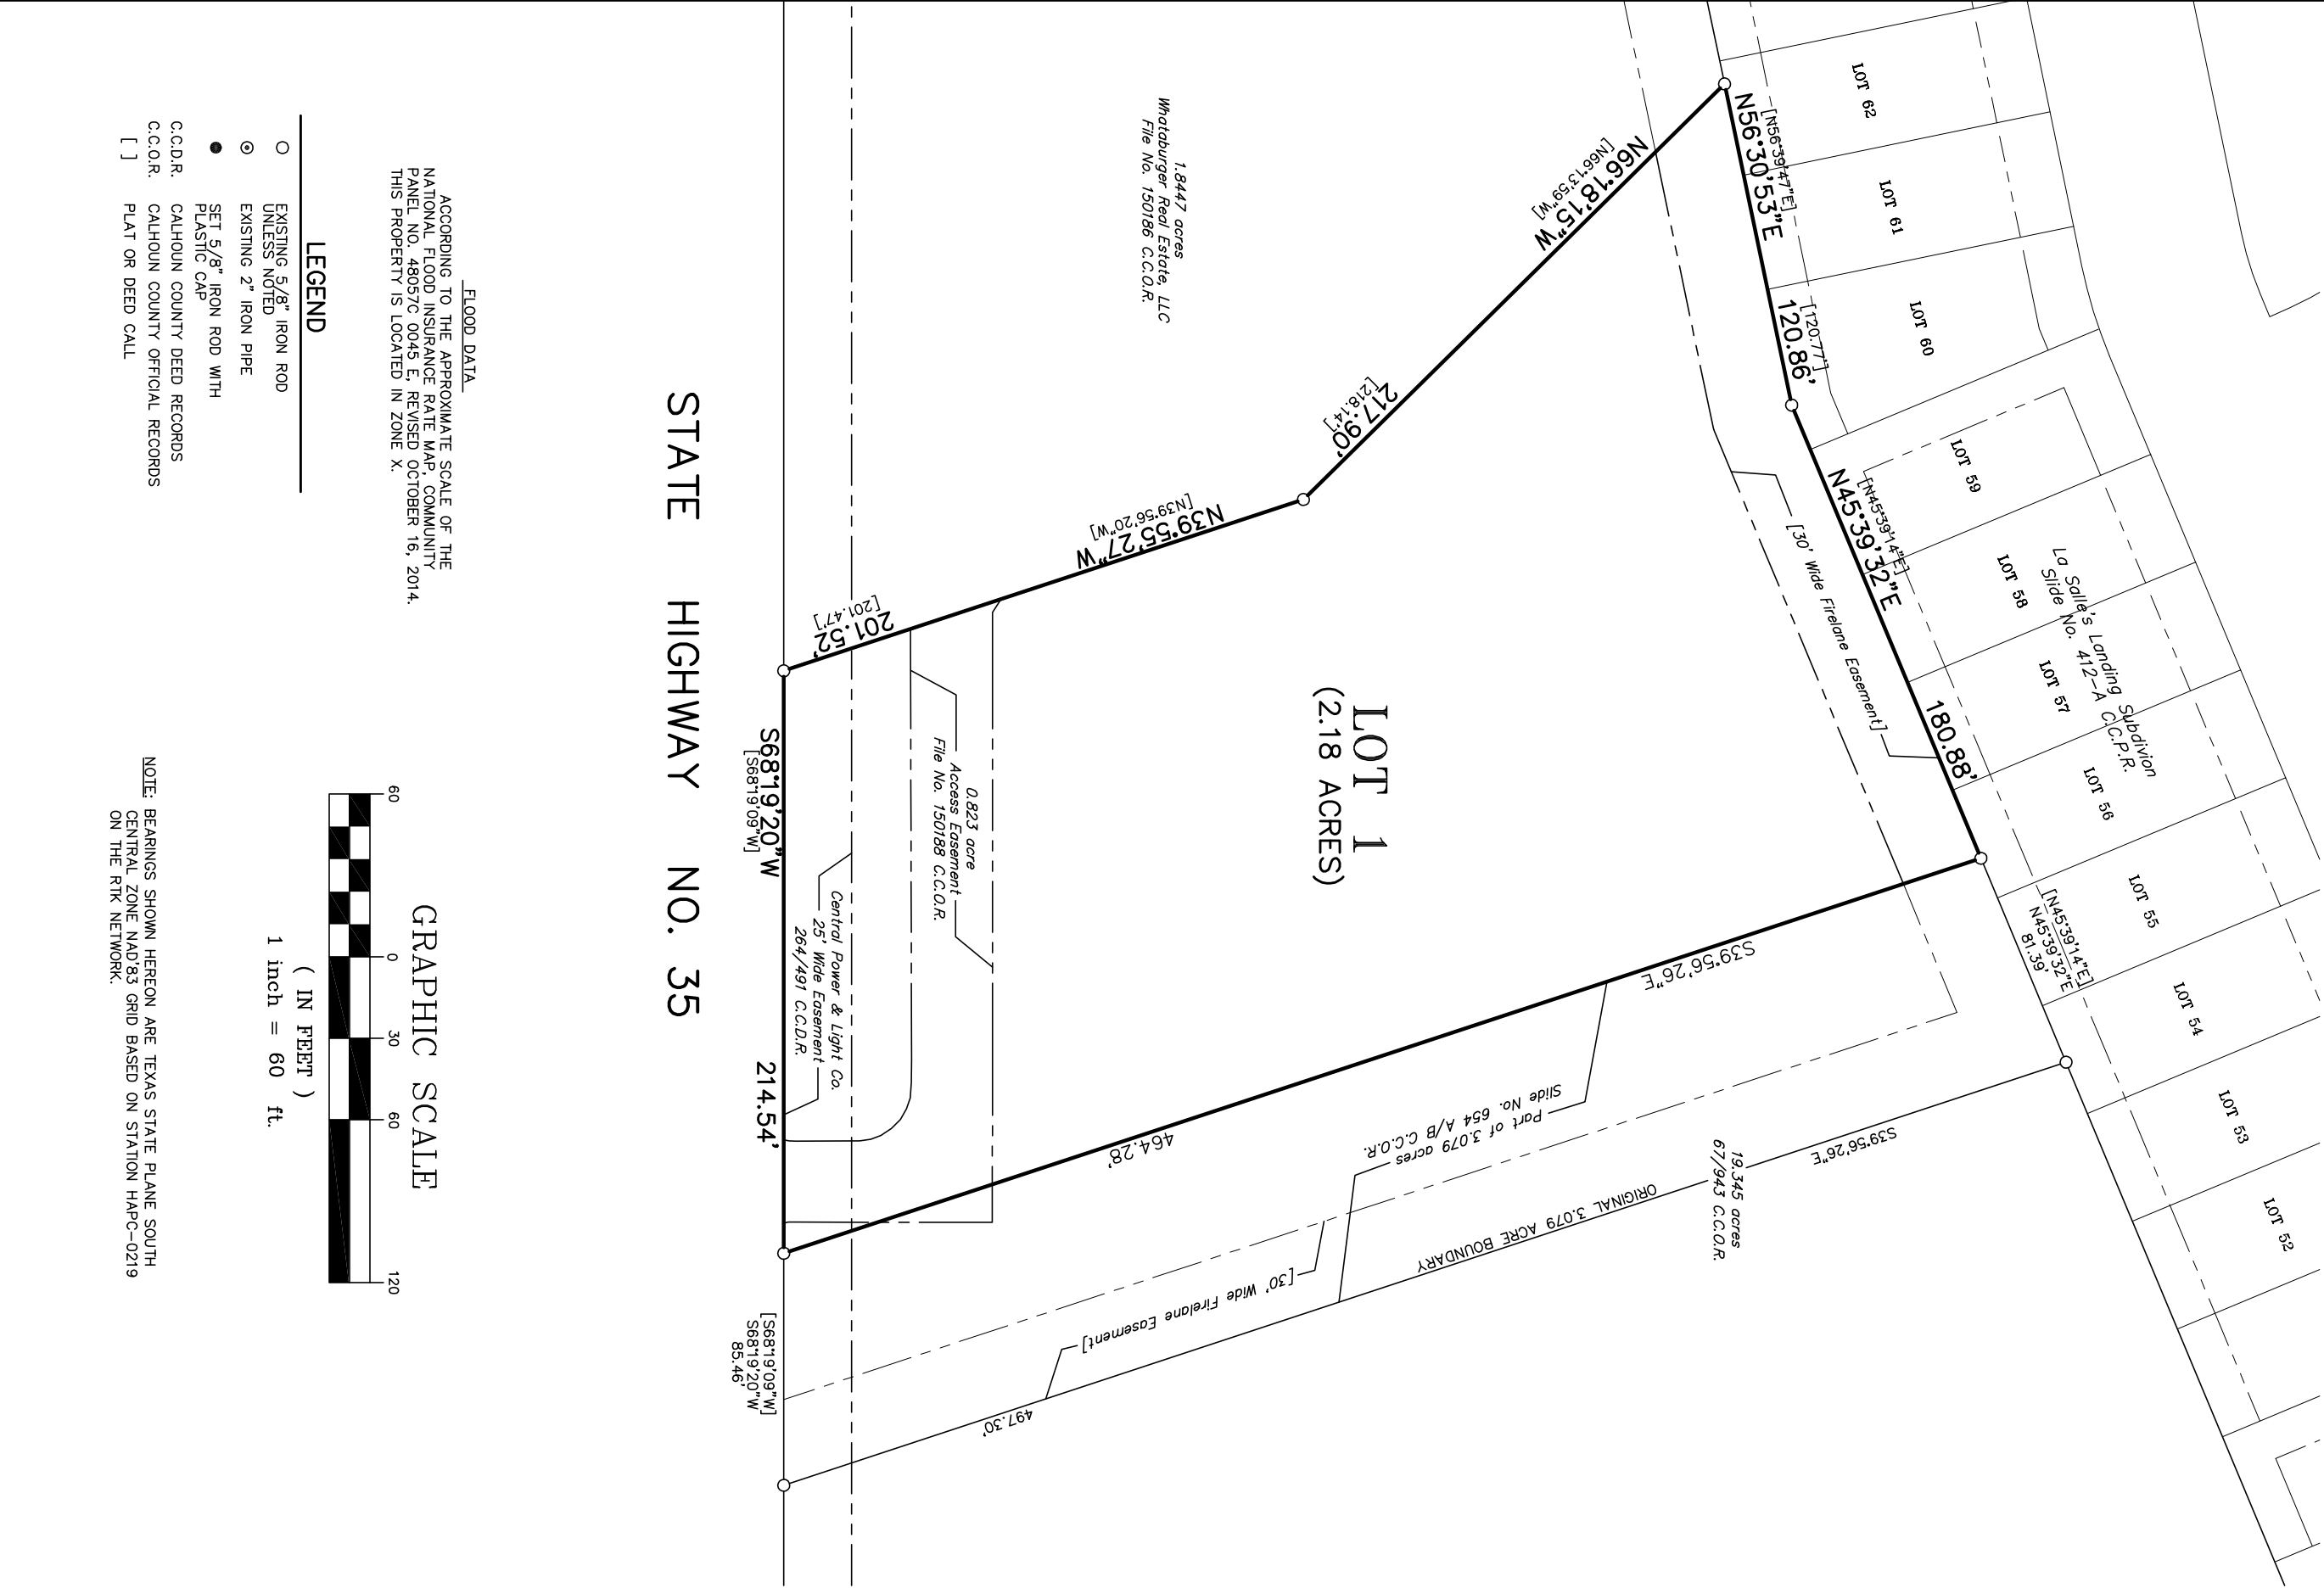 LOT 62
LOT 61
LOT 60
LOT 59
LOT 58
LOT 57
LOT 56
LOT 55
LOT 54
LOT 53
LOT 52
La Salle's Landing Subdivion
Slide No. 412-A C.C.P.R.
[N56°39'47"E]
N56°30'53"E
[120.77']
120.86'
[N45°39'14"E]
N45°39'32"E
180.88'
[N45°39'14"E]
N45°39'32"E
81.39'
[30' Wide Firelane Easement]
N66°18'15"W
[N66°13'59"W]
217.90'
[218.14']
N39°55'27"W
[N39°56'20"W]
201.52'
[201.47']
1.8447 acres
Whataburger Real Estate, LLC
File No. 150186 C.C.O.R.
LOT 1
(2.18 ACRES)
S39°56'26"E
464.28'
Part of 3.079 acres
Slide No. 654 A/B C.C.O.R.
19.345 acres
67/943 C.C.O.R.
S39°56'26"E
ORIGINAL 3.079 ACRE BOUNDARY
[30' Wide Firelane Easement]
497.30'
0.823 acre
Access Easement
File No. 150188 C.C.O.R.
Central Power & Light Co.
25' Wide Easement
264/491 C.C.D.R.
S68°19'20"W
[S68°19'09"W]
214.54'
[S68°19'09"W]
S68°19'20"W
85.46'
STATE HIGHWAY NO. 35
FLOOD DATA
ACCORDING TO THE APPROXIMATE SCALE OF THE
NATIONAL FLOOD INSURANCE RATE MAP, COMMUNITY
PANEL NO. 48057C 0045 E, REVISED OCTOBER 16, 2014.
THIS PROPERTY IS LOCATED IN ZONE X.
LEGEND
EXISTING 5/8" IRON ROD
UNLESS NOTED
EXISTING 2" IRON PIPE
SET 5/8" IRON ROD WITH
PLASTIC CAP
C.C.D.R. CALHOUN COUNTY DEED RECORDS
C.C.O.R. CALHOUN COUNTY OFFICIAL RECORDS
[ ] PLAT OR DEED CALL
GRAPHIC SCALE
60 0 30 60 120
( IN FEET )
1 inch = 60 ft.
NOTE: BEARINGS SHOWN HEREON ARE TEXAS STATE PLANE SOUTH
CENTRAL ZONE NAD'83 GRID BASED ON STATION HAPC-0219
ON THE RTK NETWORK.